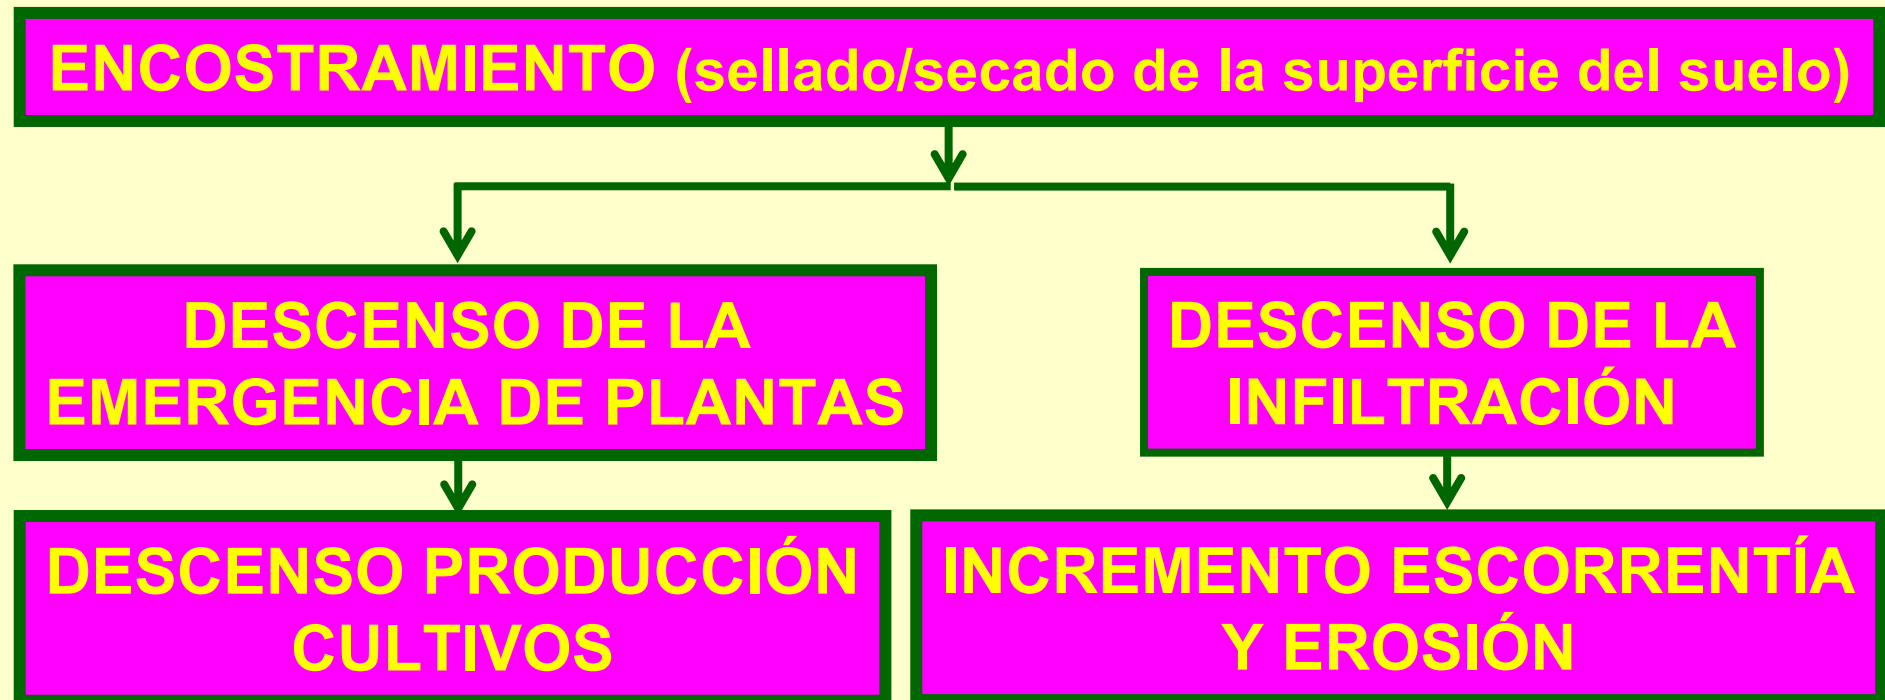 ENCOSTRAMIENTO (sellado/secado de la superficie del suelo)
DESCENSO DE LA
EMERGENCIA DE PLANTAS
DESCENSO DE LA
INFILTRACIÓN
DESCENSO PRODUCCIÓN
CULTIVOS
INCREMENTO ESCORRENTÍA
Y EROSIÓN